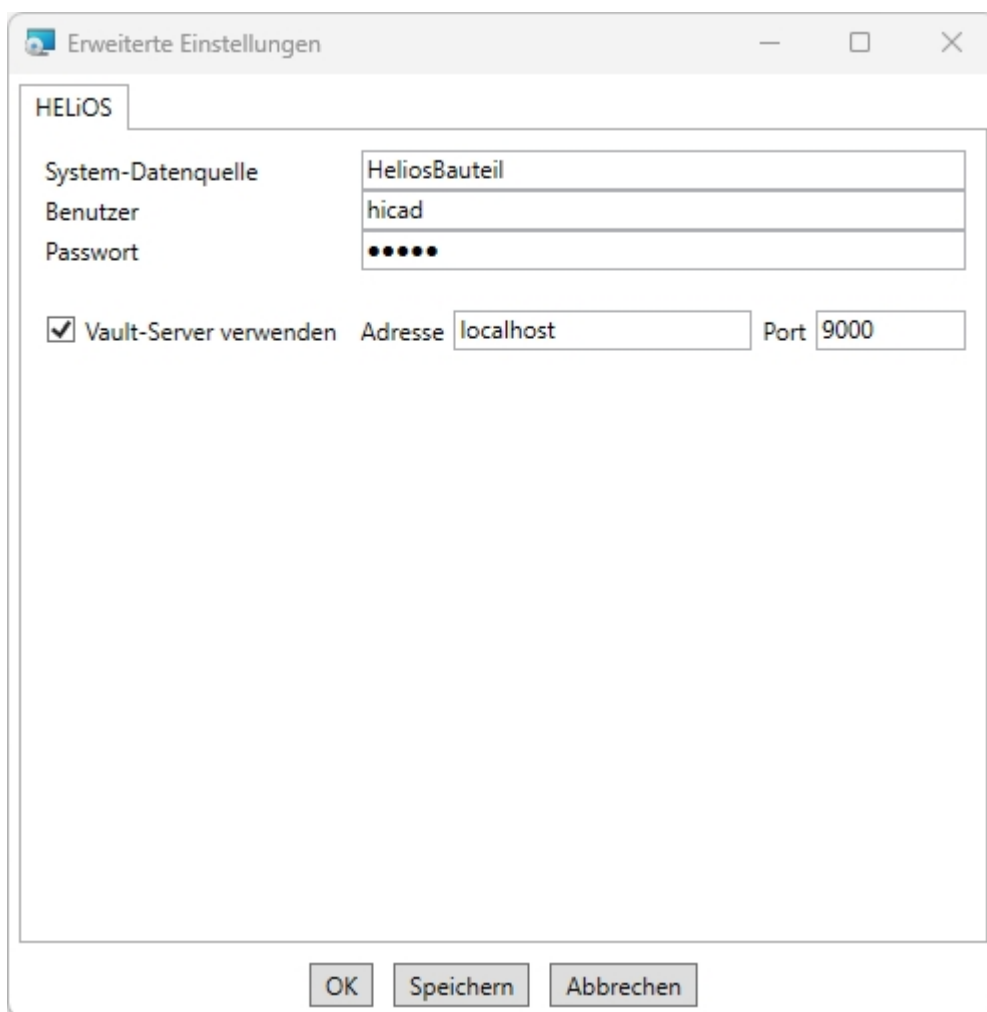 Erweiterte Einstellungen
HELiOS
System-Datenquelle HeliosBauteil
Benutzer hicad
Passwort •••••
Vault-Server verwenden Adresse localhost Port 9000
OK Speichern Abbrechen